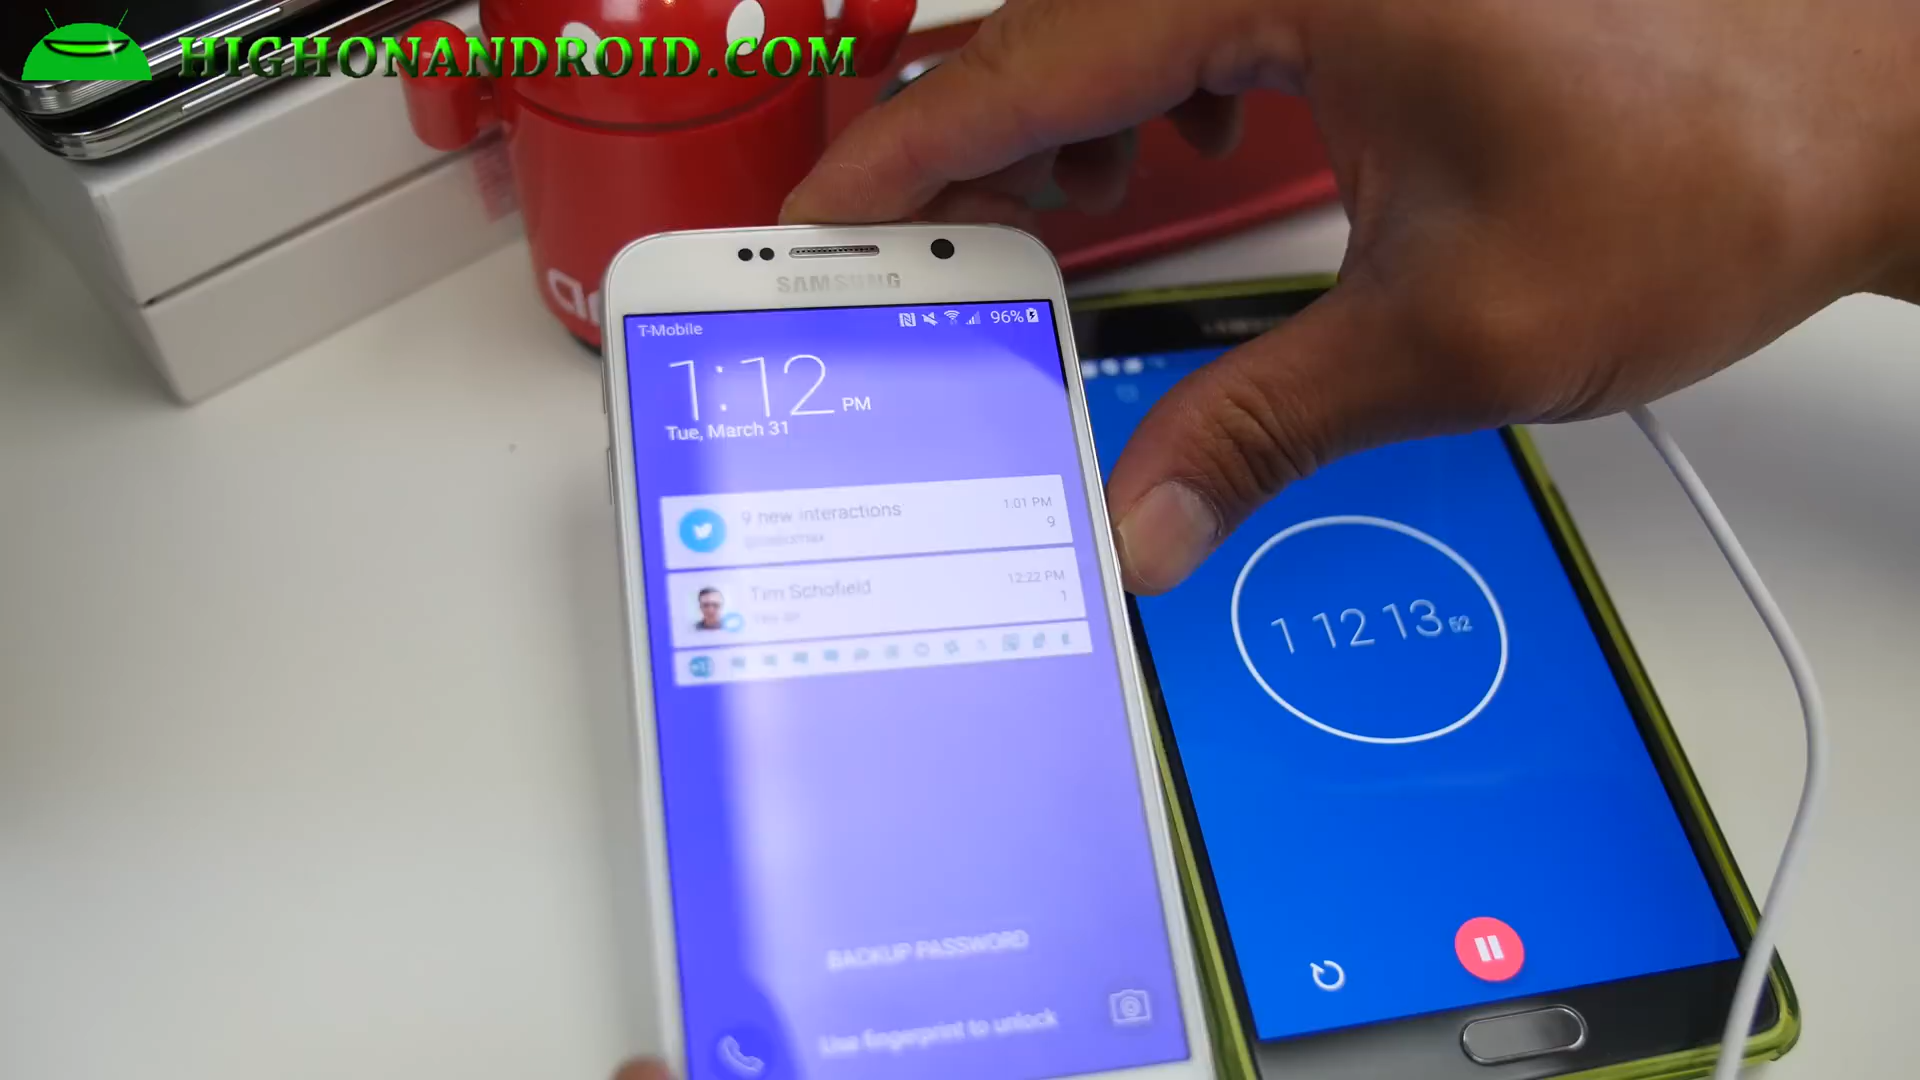 HIGHONANDROID.COM
SAMSUNG
T-Mobile
96%
1:12 PM
Tue, March 31
9 new interactions
1:01 PM
9
Tim Schofield
12:22 PM
1
BACKUP PASSWORD
Use fingerprint to unlock
1 12 13 52